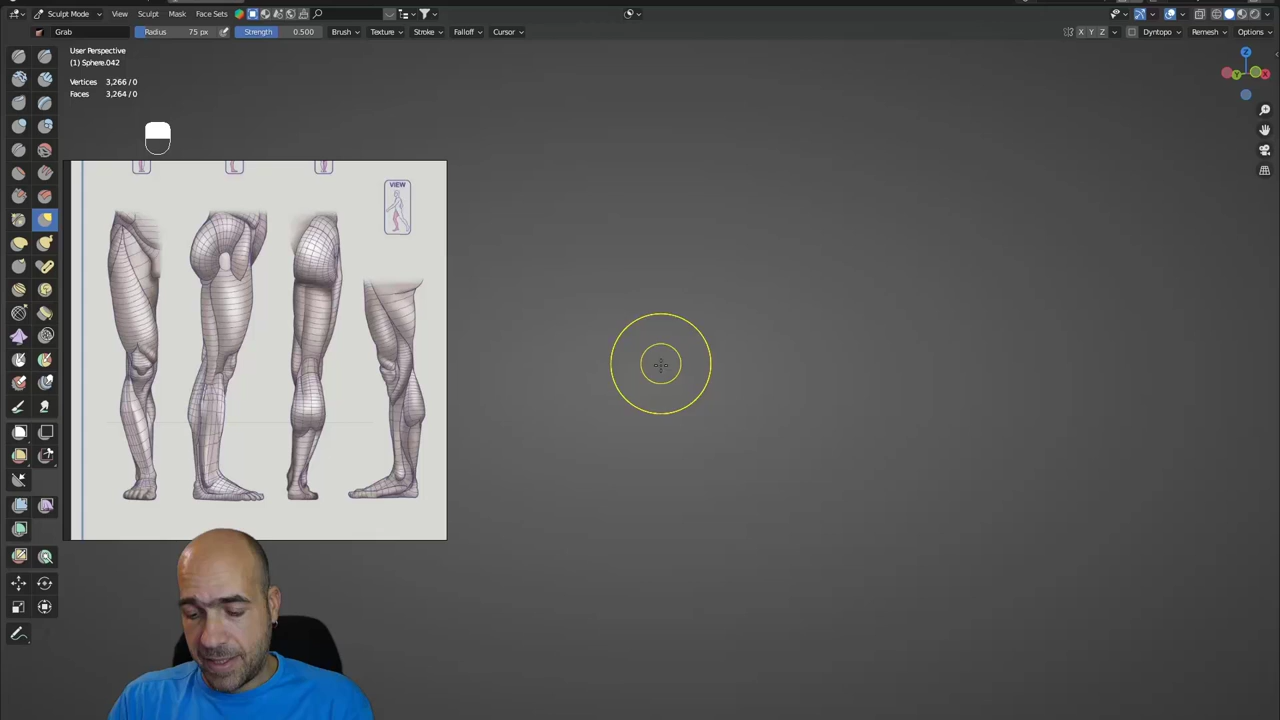 Sculpt Mode View Sculpt Mask Face Sets
Grab Radius 75 px Strength 0.500 Brush Texture Stroke Falloff Cursor X Y Z Dyntopo Remesh Options
User Perspective
(1) Sphere.042
Vertices 3,266 / 0
Faces 3,264 / 0
Z
Y
X
VIEW